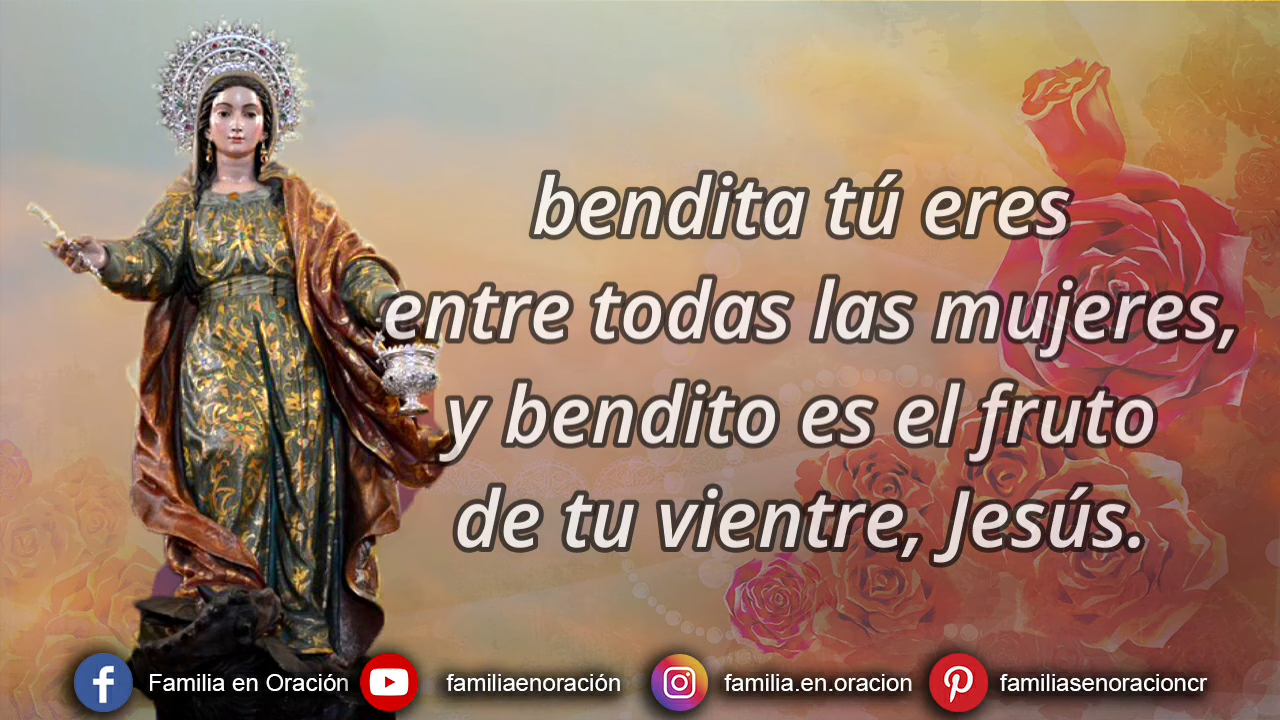 bendita tú eres
entre todas las mujeres,
y bendito es el fruto
de tu vientre, Jesús.
Familia en Oración familiaenoración familia.en.oracion familiasenoracioncr